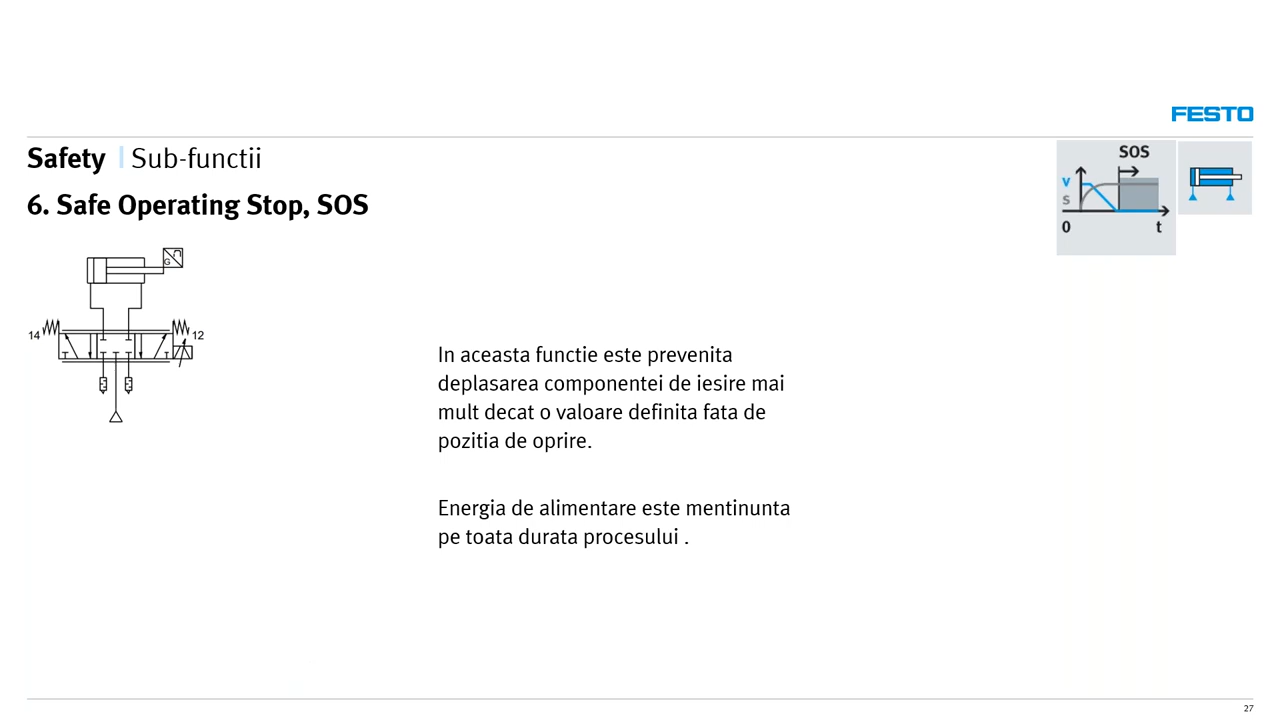 FESTO
Safety | Sub-functii
6. Safe Operating Stop, SOS
SOS
v
s
0
t
G
14
12
In aceasta functie este prevenita
deplasarea componentei de iesire mai
mult decat o valoare definita fata de
pozitia de oprire.
Energia de alimentare este mentinunta
pe toata durata procesului .
27